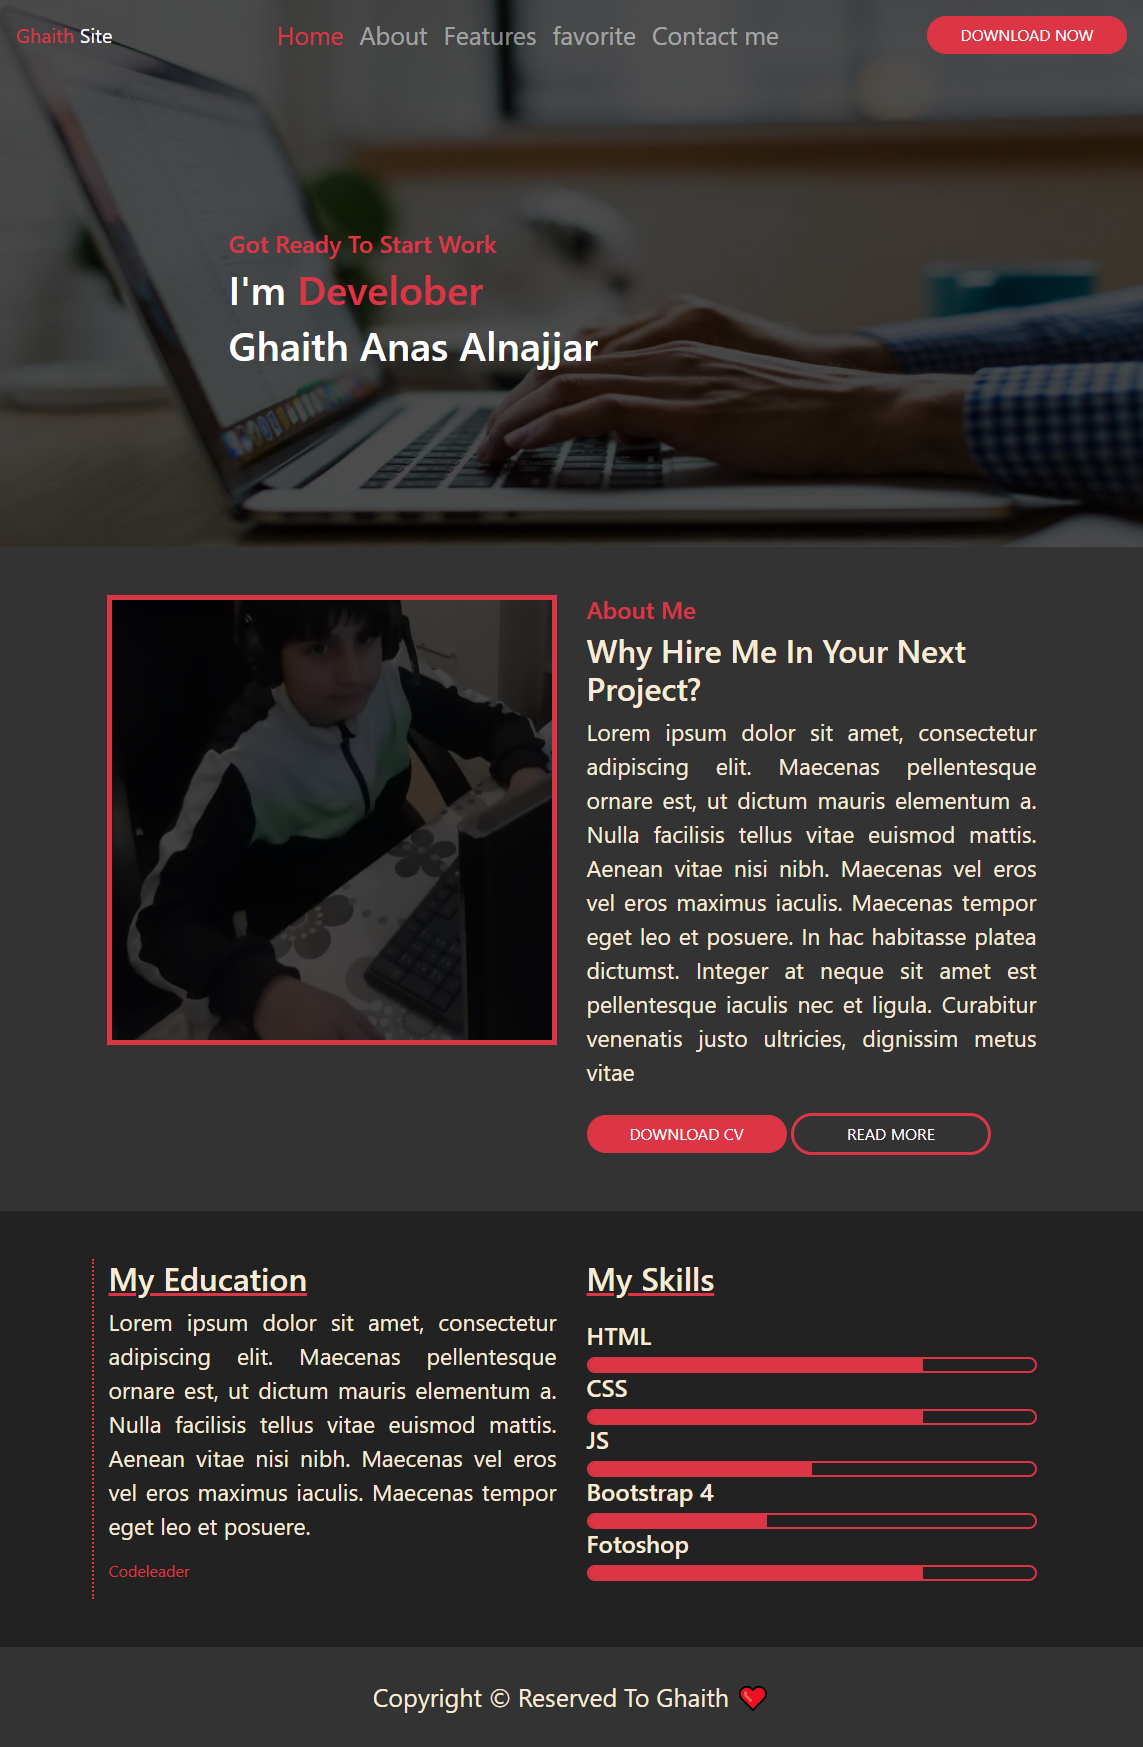 Ghaith Site
Home About Features favorite Contact me
DOWNLOAD NOW
Got Ready To Start Work
I'm Develober
Ghaith Anas Alnajjar
About Me
Why Hire Me In Your Next
Project?
Lorem ipsum dolor sit amet, consectetur
adipiscing elit. Maecenas pellentesque
ornare est, ut dictum mauris elementum a.
Nulla facilisis tellus vitae euismod mattis.
Aenean vitae nisi nibh. Maecenas vel eros
vel eros maximus iaculis. Maecenas tempor
eget leo et posuere. In hac habitasse platea
dictumst. Integer at neque sit amet est
pellentesque iaculis nec et ligula. Curabitur
venenatis justo ultricies, dignissim metus
vitae
DOWNLOAD CV
READ MORE
My Education
Lorem ipsum dolor sit amet, consectetur
adipiscing elit. Maecenas pellentesque
ornare est, ut dictum mauris elementum a.
Nulla facilisis tellus vitae euismod mattis.
Aenean vitae nisi nibh. Maecenas vel eros
vel eros maximus iaculis. Maecenas tempor
eget leo et posuere.
Codeleader
My Skills
HTML
CSS
JS
Bootstrap 4
Fotoshop
Copyright © Reserved To Ghaith ❤